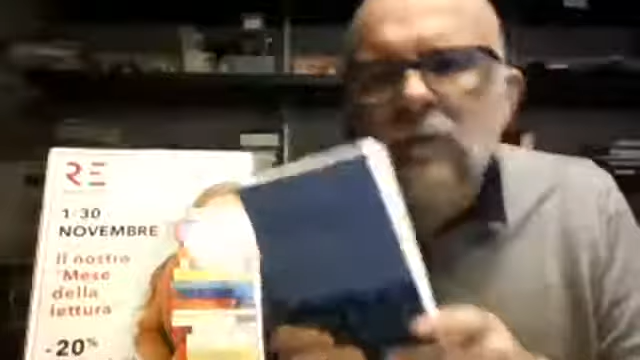 RE
1-30
NOVEMBRE
Il nostro
"Mese
della
lettura"
-20%